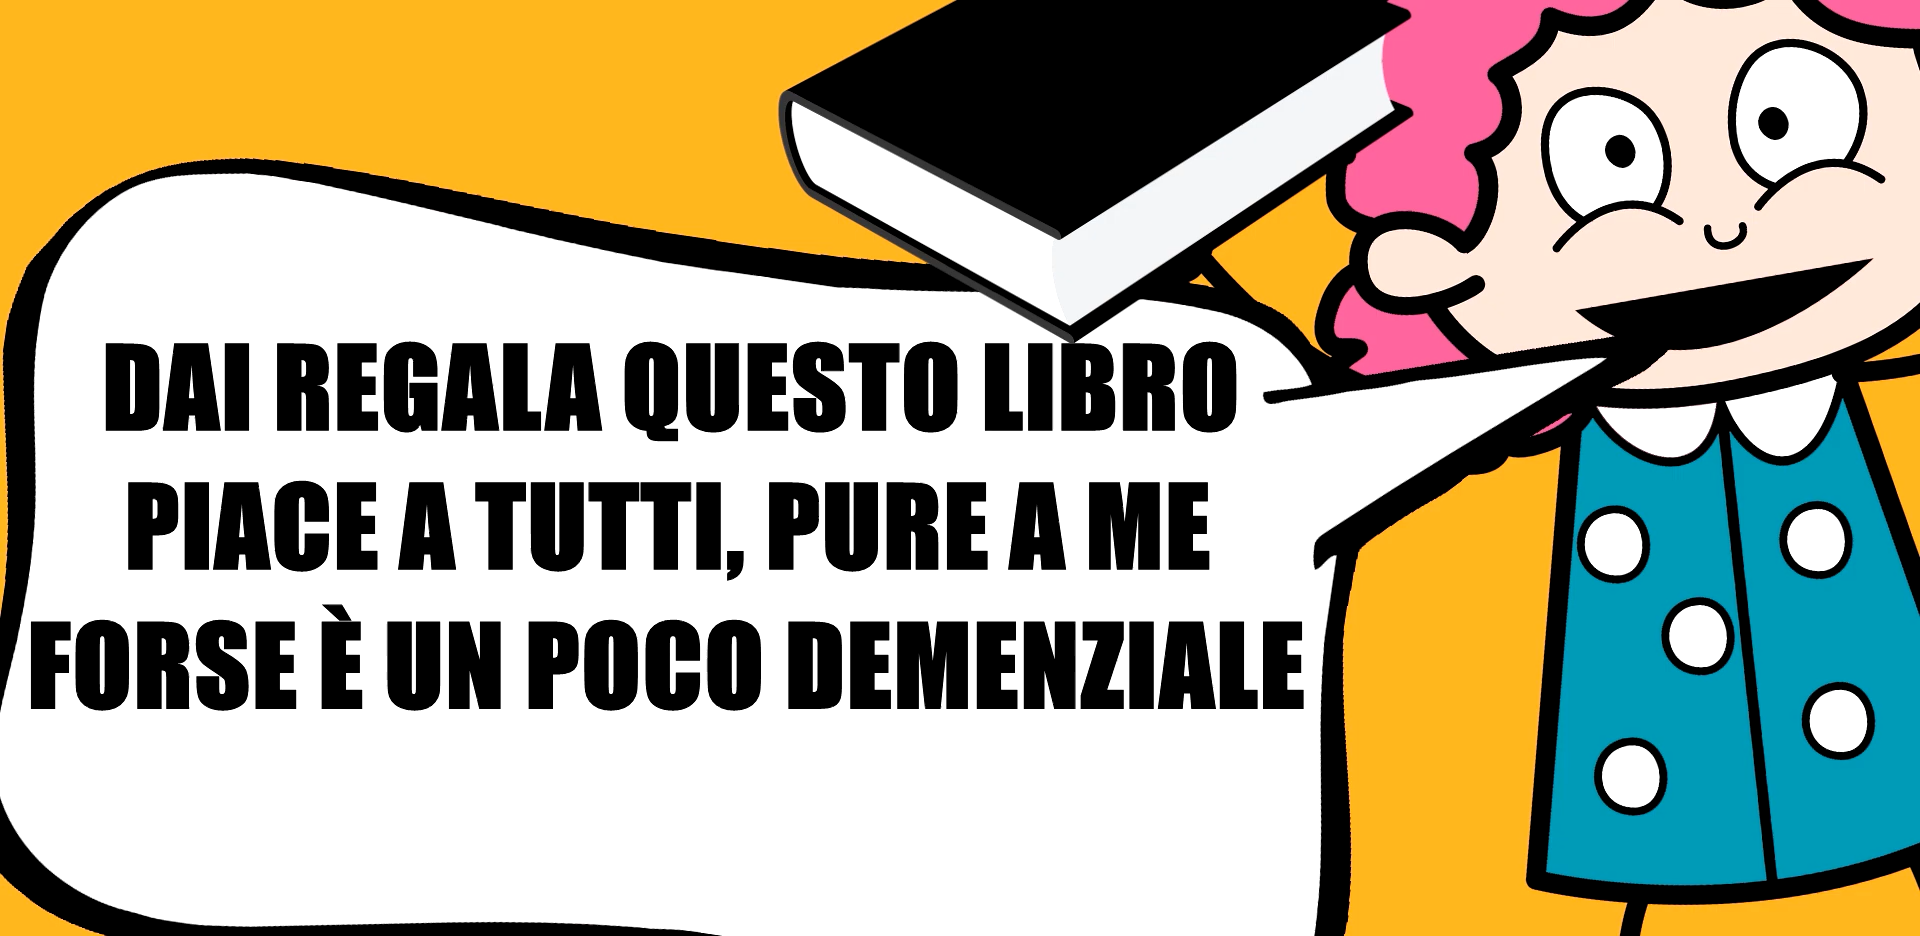 DAI REGALA QUESTO LIBRO
PIACE A TUTTI, PURE A ME
FORSE È UN POCO DEMENZIALE